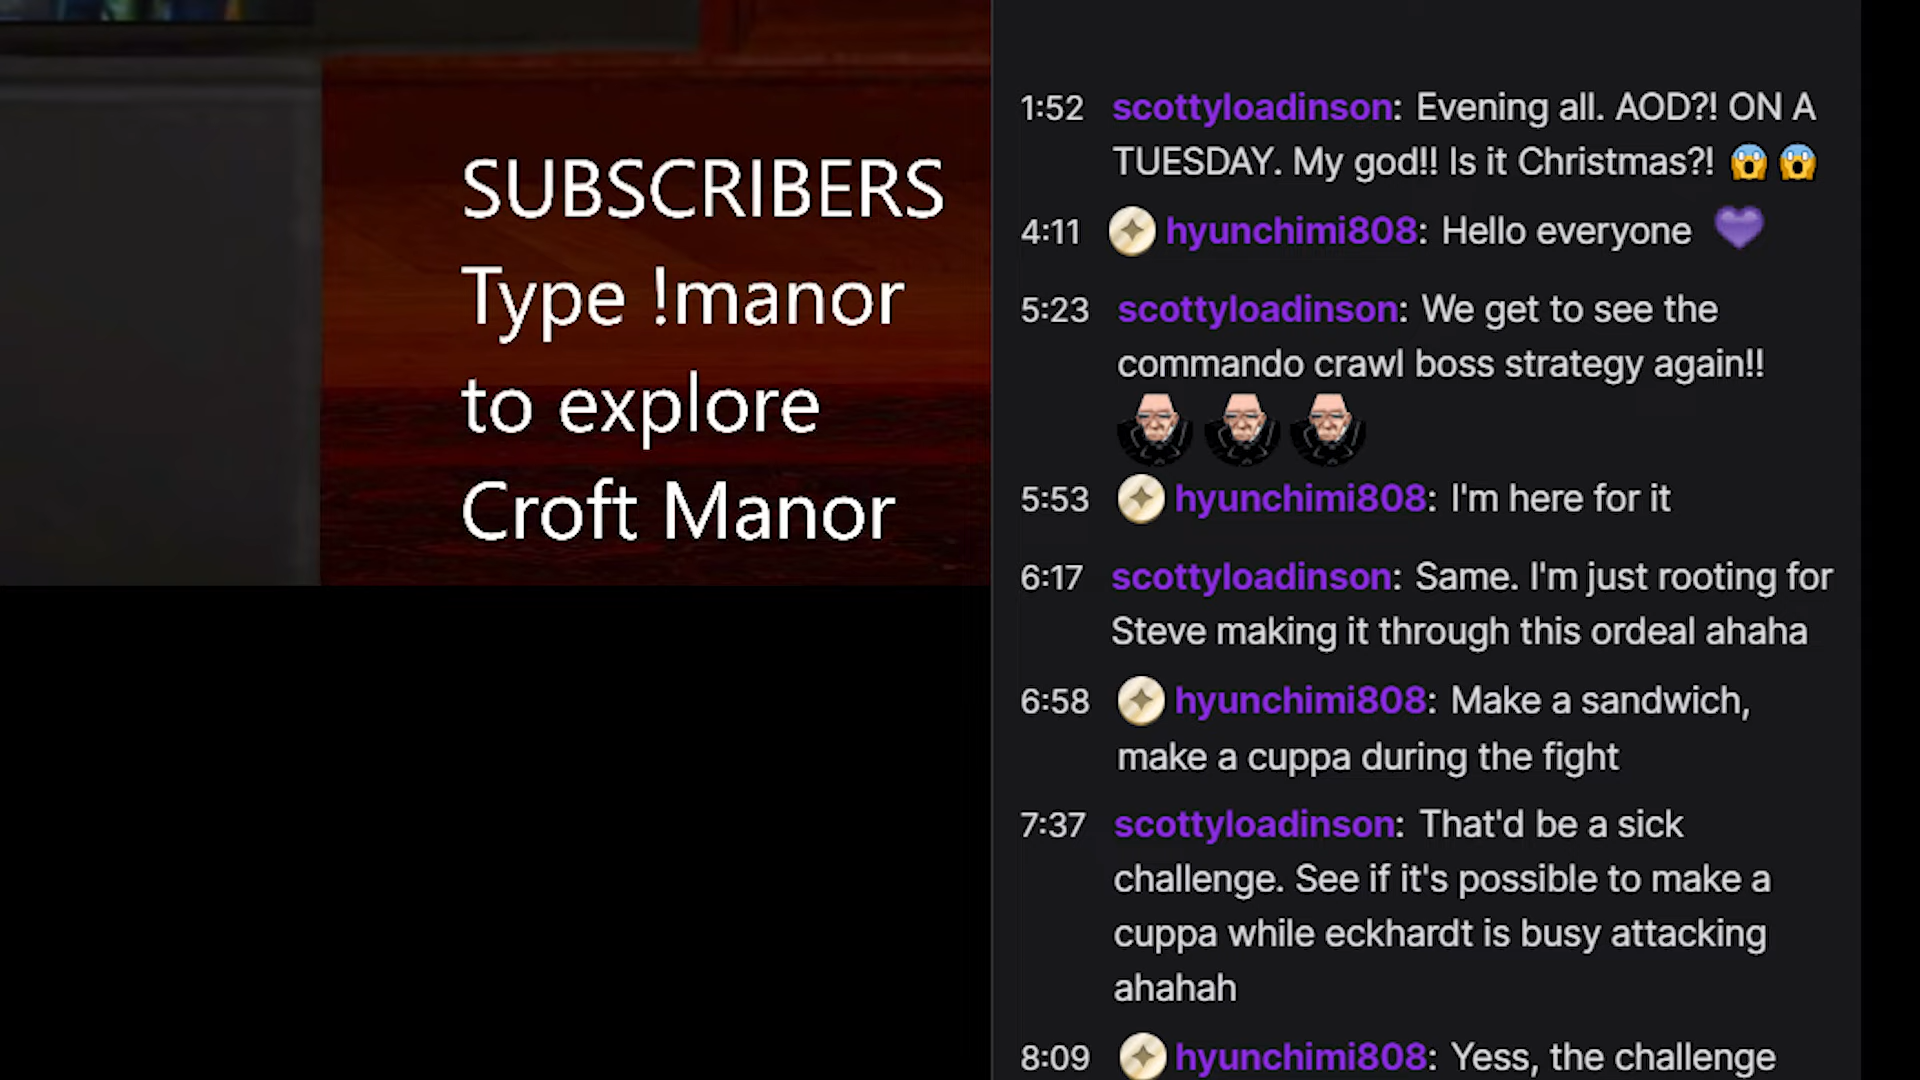 SUBSCRIBERS
Type !manor
to explore
Croft Manor
1:52 scottyloadinson: Evening all. AOD?! ON A
TUESDAY. My god!! Is it Christmas?! 😱 😱
4:11 hyunchimi808: Hello everyone 💜
5:23 scottyloadinson: We get to see the
commando crawl boss strategy again!!
5:53 hyunchimi808: I'm here for it
6:17 scottyloadinson: Same. I'm just rooting for
Steve making it through this ordeal ahaha
6:58 hyunchimi808: Make a sandwich,
make a cuppa during the fight
7:37 scottyloadinson: That'd be a sick
challenge. See if it's possible to make a
cuppa while eckhardt is busy attacking
ahahah
8:09 hyunchimi808: Yess, the challenge